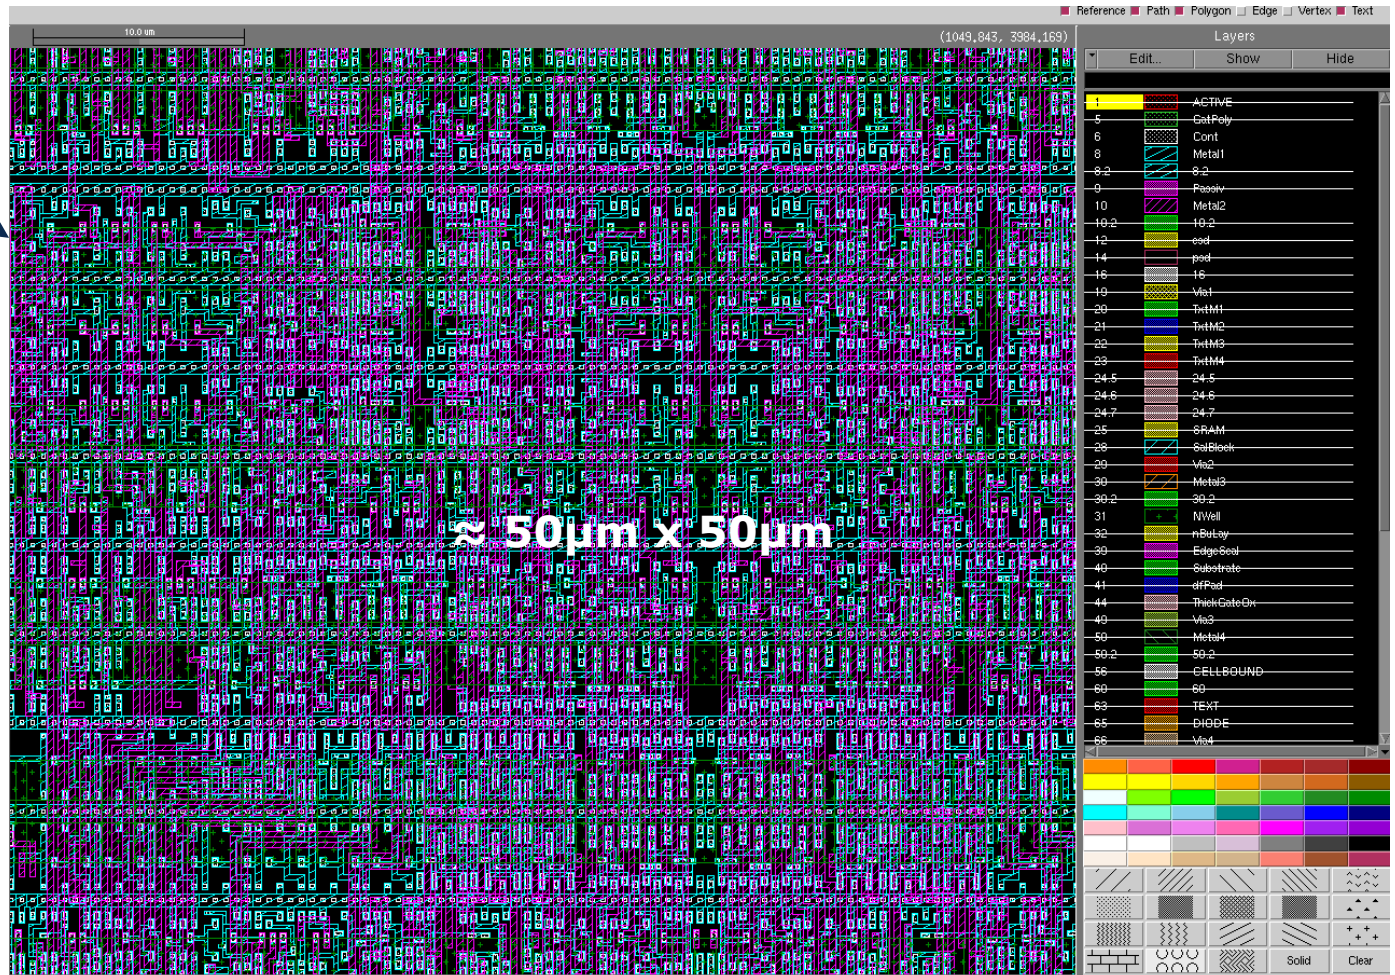 Reference Path Polygon Edge Vertex Text
10.0 um
(1049,843, 3984,169)
Layers
Edit... Show Hide
1 ACTIVE
5 GatPoly
6 Cont
8 Metal1
8.2 8.2
9 Passiv
10 Metal2
10.2 10.2
12
14
16 16
19 Via1
20 TxtM1
21 TxtM2
22 TxtM3
23 TxtM4
24.5 24.5
24.6 24.6
24.7 24.7
25 SRAM
28 SalBlock
29 Via2
30 Metal3
30.2 30.2
31 NWell
32 nBuLay
39 EdgeSeal
40 Substrate
41 dfPad
44 ThickGateOx
49 Via3
50 Metal4
50.2 50.2
56 CELLBOUND
60 60
63 TEXT
65 DIODE
66 Via4
≈ 50µm x 50µm
Solid Clear